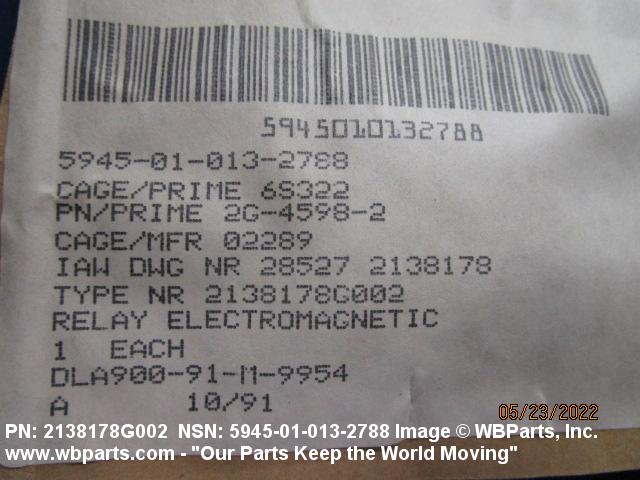 5945010132788
5945-01-013-2788
CAGE/PRIME 6S322
PN/PRIME 2G-4598-2
CAGE/MFR 02289
IAW DWG NR 28527 2138178
TYPE NR 2138178G002
RELAY ELECTROMAGNETIC
1 EACH
DLA900-91-M-9954
A 10/91
05/23/2022
PN: 2138178G002 NSN: 5945-01-013-2788 Image © WBParts, Inc.
www.wbparts.com - "Our Parts Keep the World Moving"